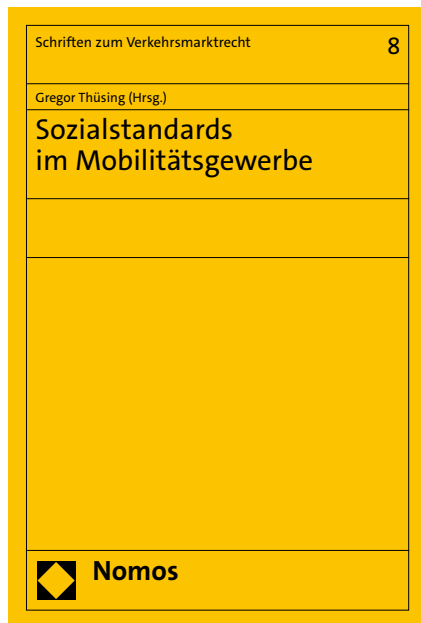 Schriften zum Verkehrsmarktrecht 8
Gregor Thüsing (Hrsg.)
Sozialstandards
im Mobilitätsgewerbe
Nomos